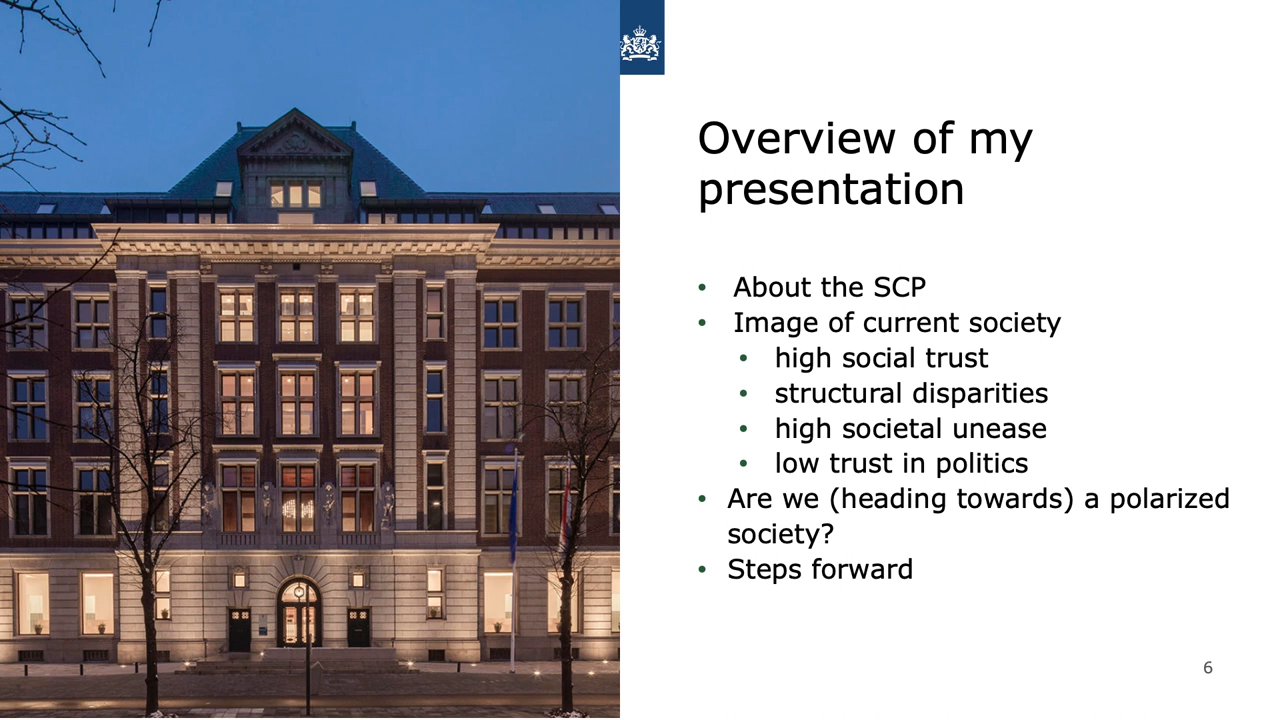 Overview of my
presentation
• About the SCP
• Image of current society
• high social trust
• structural disparities
• high societal unease
• low trust in politics
• Are we (heading towards) a polarized
society?
• Steps forward
6